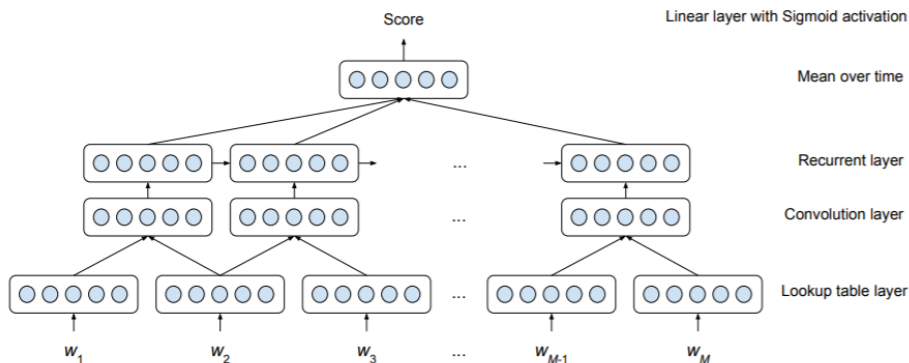 Score Linear layer with Sigmoid activation
Mean over time
... Recurrent layer
... Convolution layer
... Lookup table layer
w1 w2 w3 ... wM-1 wM